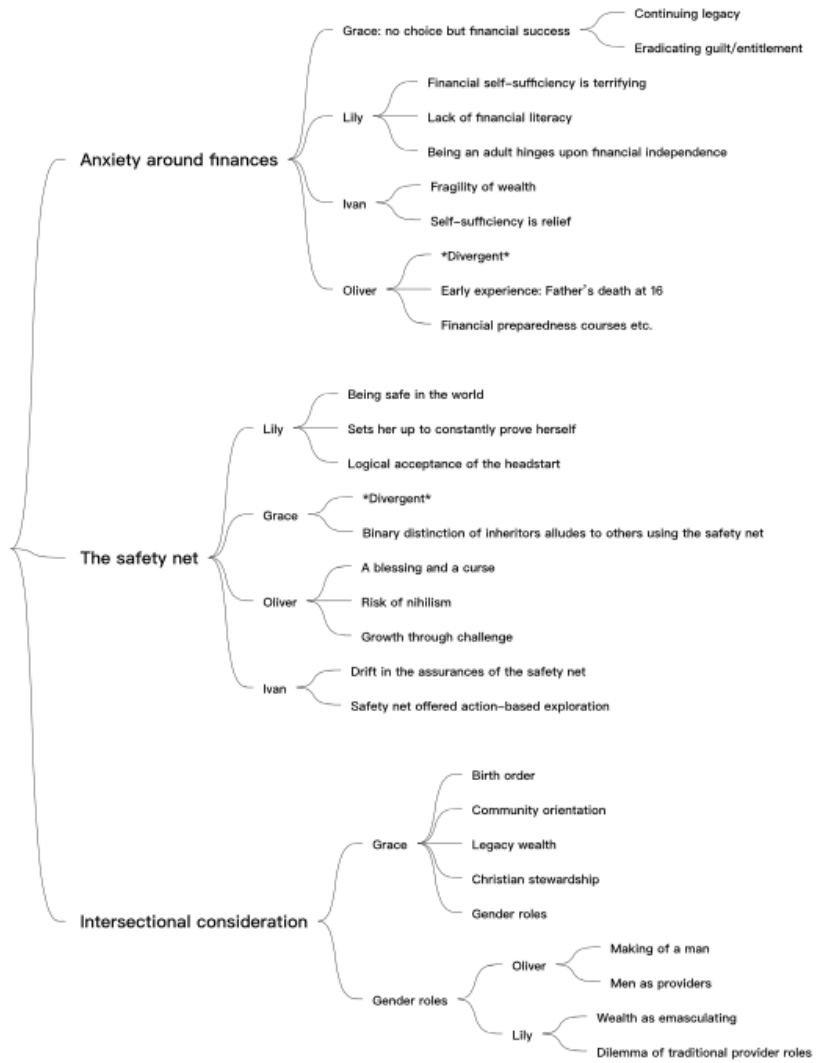 Anxiety around finances
Grace: no choice but financial success
Continuing legacy
Eradicating guilt/entitlement
Lily
Financial self-sufficiency is terrifying
Lack of financial literacy
Being an adult hinges upon financial independence
Ivan
Fragility of wealth
Self-sufficiency is relief
Oliver
*Divergent*
Early experience: Father's death at 16
Financial preparedness courses etc.
The safety net
Lily
Being safe in the world
Sets her up to constantly prove herself
Logical acceptance of the headstart
Grace
*Divergent*
Binary distinction of inheritors alludes to others using the safety net
Oliver
A blessing and a curse
Risk of nihilism
Growth through challenge
Ivan
Drift in the assurances of the safety net
Safety net offered action-based exploration
Intersectional consideration
Grace
Birth order
Community orientation
Legacy wealth
Christian stewardship
Gender roles
Gender roles
Oliver
Making of a man
Men as providers
Lily
Wealth as emasculating
Dilemma of traditional provider roles